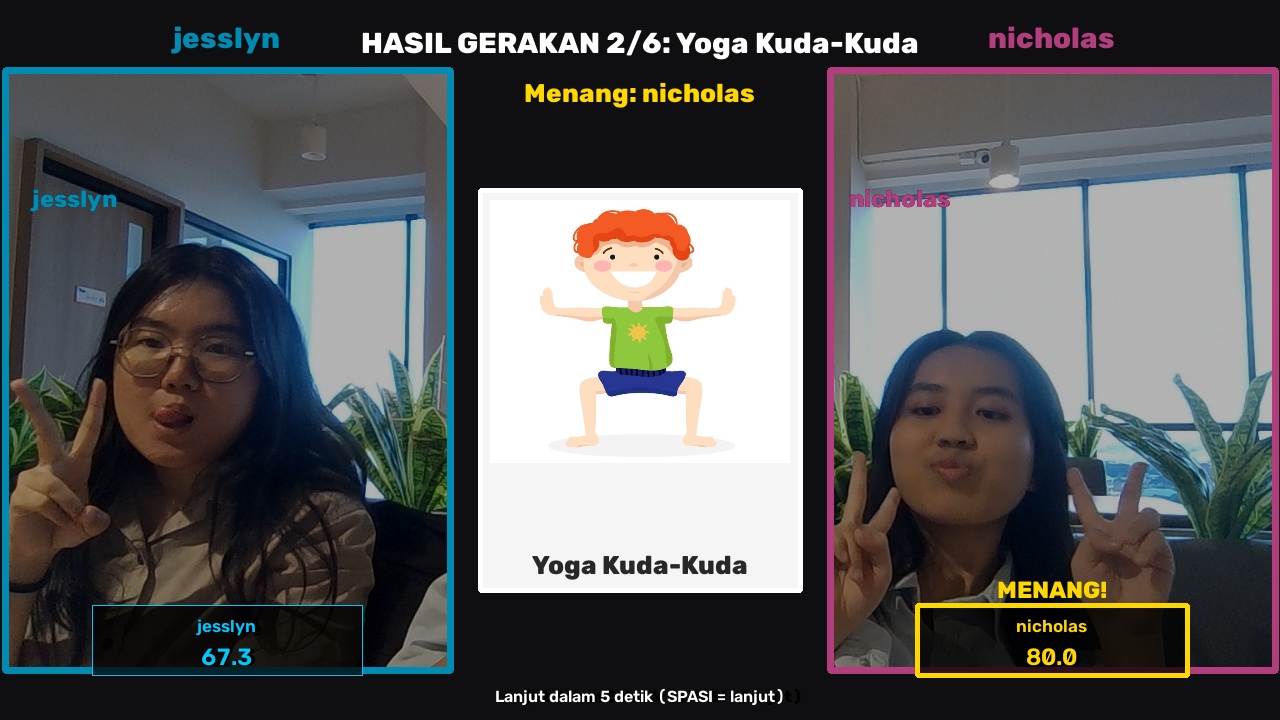 jesslyn
HASIL GERAKAN 2/6: Yoga Kuda-Kuda
nicholas
Menang: nicholas
jesslyn
nicholas
Yoga Kuda-Kuda
MENANG!
jesslyn
67.3
nicholas
80.0
Lanjut dalam 5 detik (SPASI = lanjut)